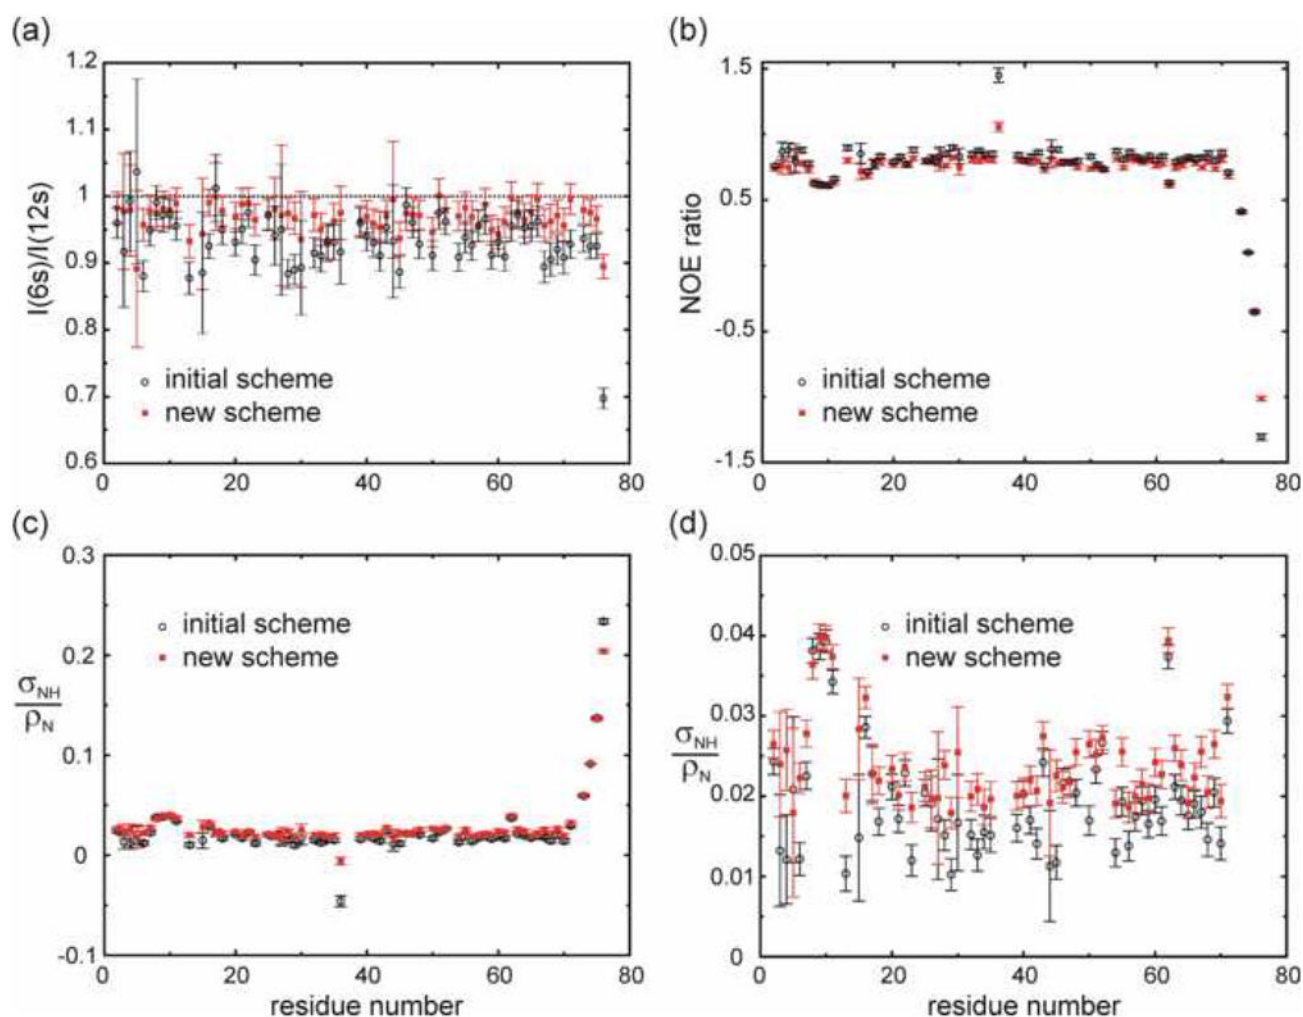 (a)
1.2
1.1
1
0.9
0.8
0.7
0.6
I(6s)/I(12s)
initial scheme
new scheme
0 20 40 60 80
(b)
1.5
0.5
-0.5
-1.5
NOE ratio
initial scheme
new scheme
0 20 40 60 80
(c)
0.3
0.2
0.1
0
-0.1
σNH
ρN
initial scheme
new scheme
0 20 40 60 80
residue number
(d)
0.05
0.04
0.03
0.02
0.01
0
σNH
ρN
initial scheme
new scheme
0 20 40 60 80
residue number